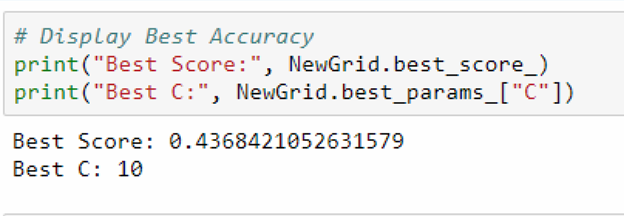 # Display Best Accuracy
print("Best Score:", NewGrid.best_score_)
print("Best C:", NewGrid.best_params_["C"])
Best Score: 0.4368421052631579
Best C: 10